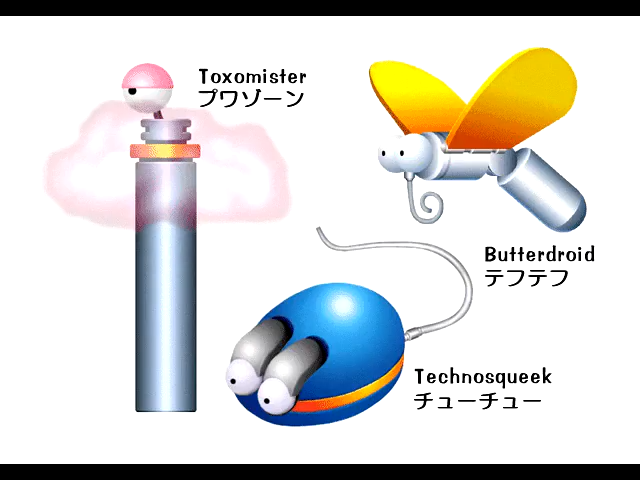 Toxomister
プワゾーン
Butterdroid
テフテフ
Technosqueek
チューチュー